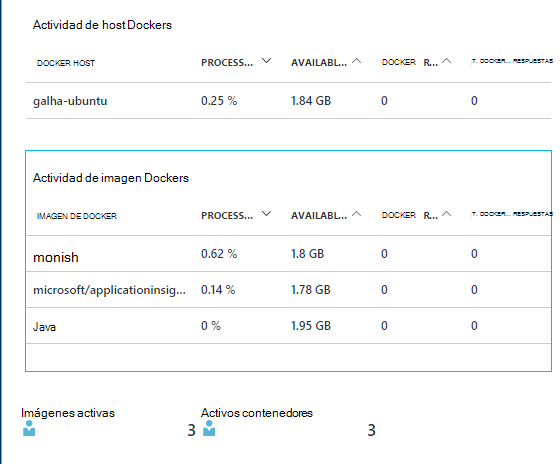 Actividad de host Dockers
DOCKER HOST PROCESS... AVAILABL... DOCKER R... T. DOCKER... RESPUESTAS
galha-ubuntu 0.25 % 1.84 GB 0 0
Actividad de imagen Dockers
IMAGEN DE DOCKER PROCESS... AVAILABL... DOCKER R... T. DOCKER... RESPUESTAS
monish 0.62 % 1.8 GB 0 0
microsoft/applicationinsig... 0.14 % 1.78 GB 0 0
Java 0 % 1.95 GB 0 0
Imágenes activas Activos contenedores
3 3